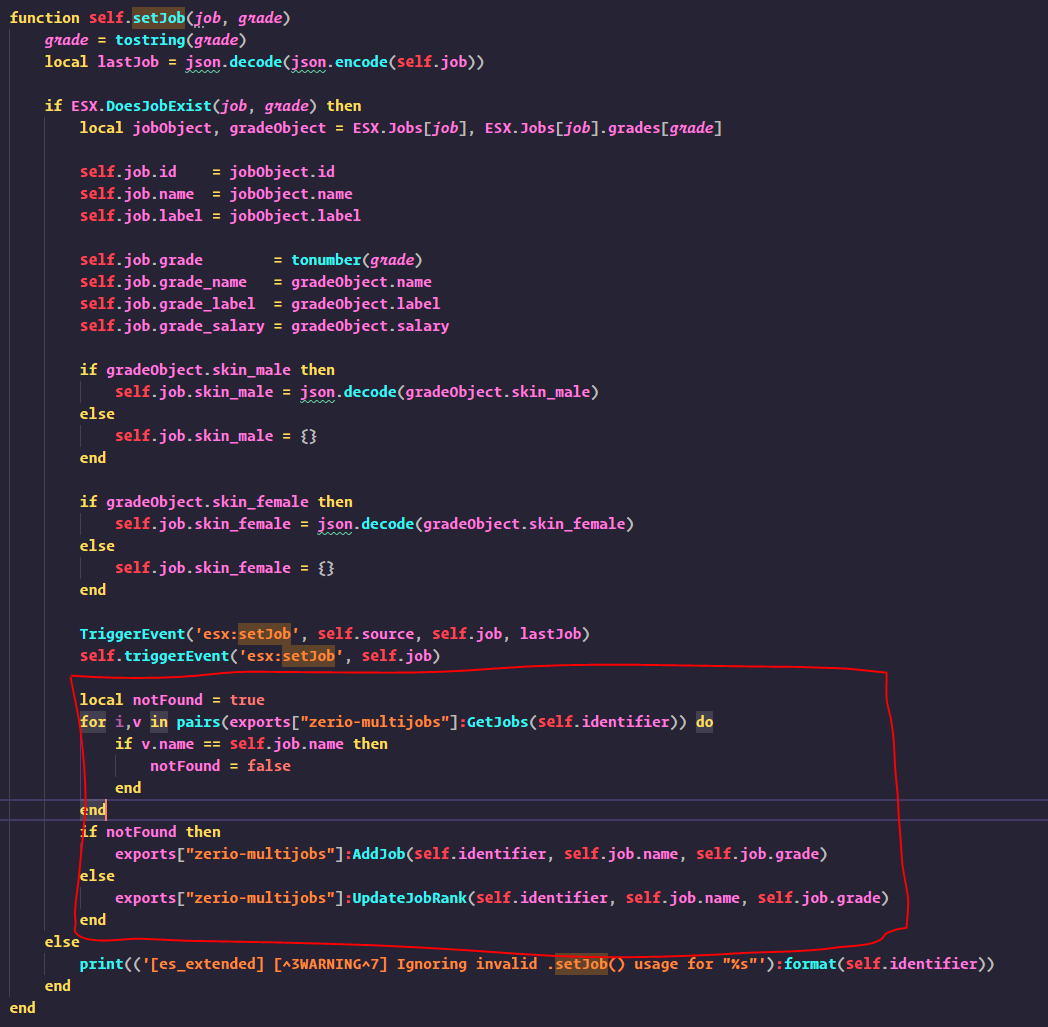 function self.setJob(job, grade)
    grade = tostring(grade)
    local lastJob = json.decode(json.encode(self.job))

    if ESX.DoesJobExist(job, grade) then
        local jobObject, gradeObject = ESX.Jobs[job], ESX.Jobs[job].grades[grade]

        self.job.id    = jobObject.id
        self.job.name  = jobObject.name
        self.job.label = jobObject.label

        self.job.grade        = tonumber(grade)
        self.job.grade_name   = gradeObject.name
        self.job.grade_label  = gradeObject.label
        self.job.grade_salary = gradeObject.salary

        if gradeObject.skin_male then
            self.job.skin_male = json.decode(gradeObject.skin_male)
        else
            self.job.skin_male = {}
        end

        if gradeObject.skin_female then
            self.job.skin_female = json.decode(gradeObject.skin_female)
        else
            self.job.skin_female = {}
        end

        TriggerEvent('esx:setJob', self.source, self.job, lastJob)
        self.triggerEvent('esx:setJob', self.job)

        local notFound = true
        for i,v in pairs(exports["zerio-multijobs"]:GetJobs(self.identifier)) do
            if v.name == self.job.name then
                notFound = false
            end
        end
        if notFound then
            exports["zerio-multijobs"]:AddJob(self.identifier, self.job.name, self.job.grade)
        else
            exports["zerio-multijobs"]:UpdateJobRank(self.identifier, self.job.name, self.job.grade)
        end
    else
        print(('[es_extended] [^3WARNING^7] Ignoring invalid .setJob() usage for "%s"'):format(self.identifier))
    end
end